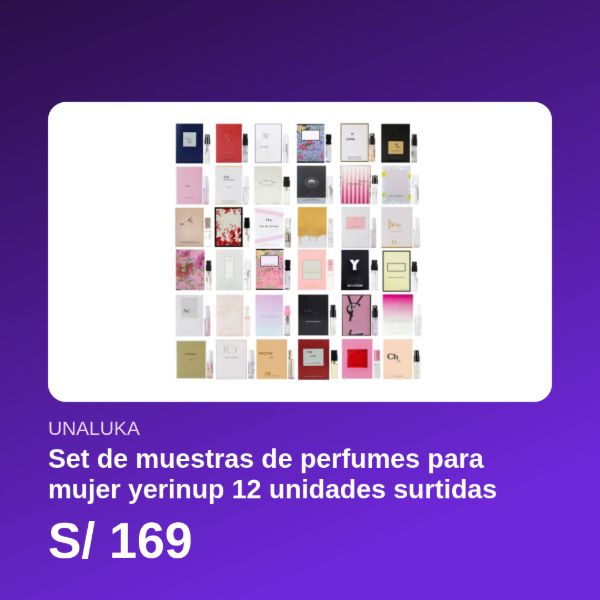 UNALUKA
Set de muestras de perfumes para
mujer yerinup 12 unidades surtidas
S/ 169